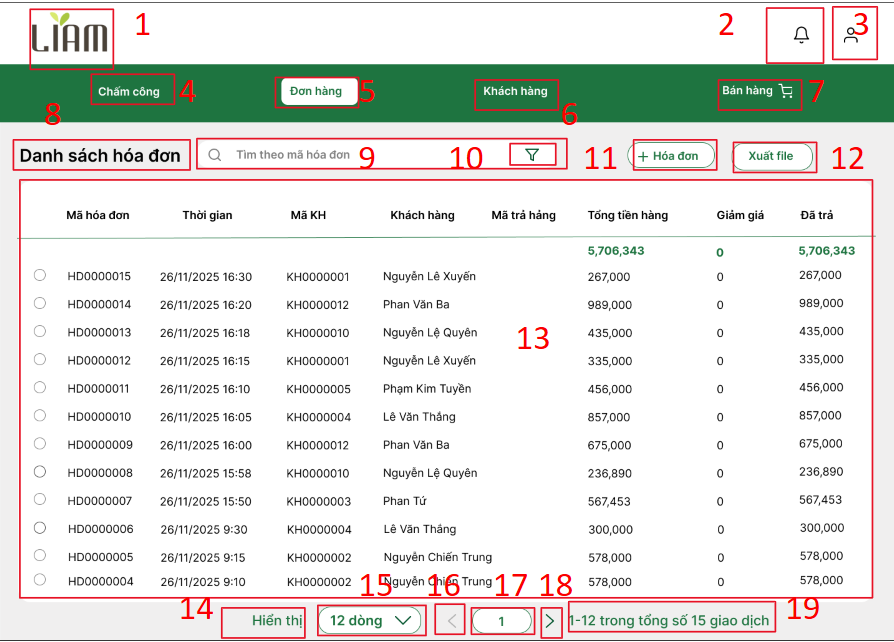 LIAM 1 2 3
Chấm công 4 Đơn hàng 5 Khách hàng 6 Bán hàng 7
8
Danh sách hóa đơn Tìm theo mã hóa đơn 9 10 11 + Hóa đơn Xuất file 12
Mã hóa đơn Thời gian Mã KH Khách hàng Mã trả hảng Tổng tiền hàng Giảm giá Đã trả
5,706,343 0 5,706,343
HD0000015 26/11/2025 16:30 KH0000001 Nguyễn Lê Xuyến 267,000 0 267,000
HD0000014 26/11/2025 16:20 KH0000012 Phan Văn Ba 989,000 0 989,000
HD0000013 26/11/2025 16:18 KH0000010 Nguyễn Lệ Quyên 435,000 0 435,000
13
HD0000012 26/11/2025 16:15 KH0000001 Nguyễn Lê Xuyến 335,000 0 335,000
HD0000011 26/11/2025 16:10 KH0000005 Phạm Kim Tuyền 456,000 0 456,000
HD0000010 26/11/2025 16:05 KH0000004 Lê Văn Thắng 857,000 0 857,000
HD0000009 26/11/2025 16:00 KH0000012 Phan Văn Ba 675,000 0 675,000
HD0000008 26/11/2025 15:58 KH0000010 Nguyễn Lệ Quyên 236,890 0 236,890
HD0000007 26/11/2025 15:50 KH0000003 Phan Tứ 567,453 0 567,453
HD0000006 26/11/2025 9:30 KH0000004 Lê Văn Thắng 300,000 0 300,000
HD0000005 26/11/2025 9:15 KH0000002 Nguyễn Chiến Trung 578,000 0 578,000
HD0000004 26/11/2025 9:10 KH0000002 Nguyễn Chiến Trung 578,000 0 578,000
14 15 16 17 18 19
Hiển thị 12 dòng 1 1-12 trong tổng số 15 giao dịch